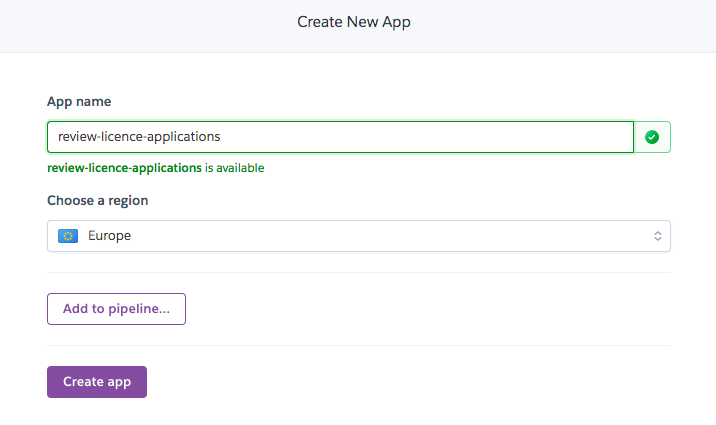 Create New App
App name
review-licence-applications
review-licence-applications is available
Choose a region
Europe
Add to pipeline...
Create app